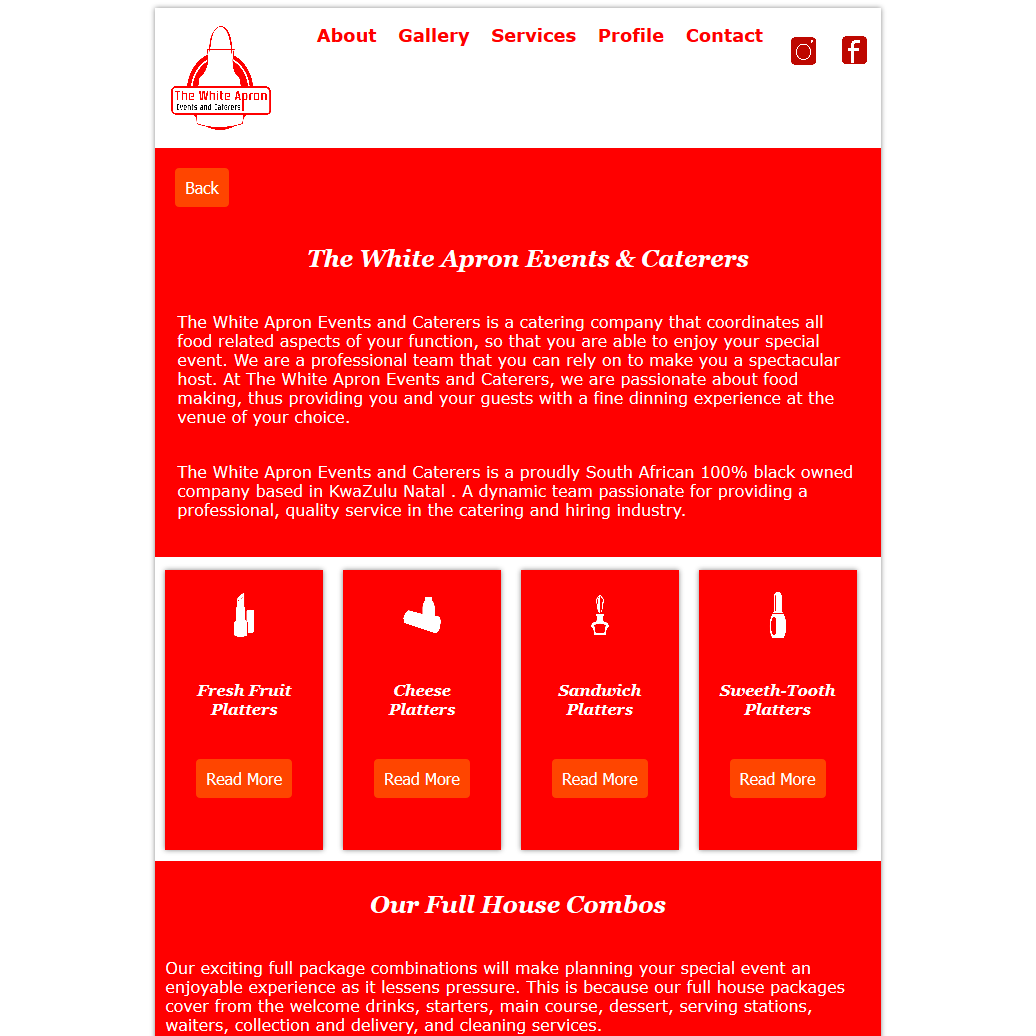 About Gallery Services Profile Contact
The White Apron
Events and Caterers
Back
The White Apron Events & Caterers
The White Apron Events and Caterers is a catering company that coordinates all
food related aspects of your function, so that you are able to enjoy your special
event. We are a professional team that you can rely on to make you a spectacular
host. At The White Apron Events and Caterers, we are passionate about food
making, thus providing you and your guests with a fine dinning experience at the
venue of your choice.
The White Apron Events and Caterers is a proudly South African 100% black owned
company based in KwaZulu Natal . A dynamic team passionate for providing a
professional, quality service in the catering and hiring industry.
Fresh Fruit
Platters
Read More
Cheese
Platters
Read More
Sandwich
Platters
Read More
Sweeth-Tooth
Platters
Read More
Our Full House Combos
Our exciting full package combinations will make planning your special event an
enjoyable experience as it lessens pressure. This is because our full house packages
cover from the welcome drinks, starters, main course, dessert, serving stations,
waiters, collection and delivery, and cleaning services.